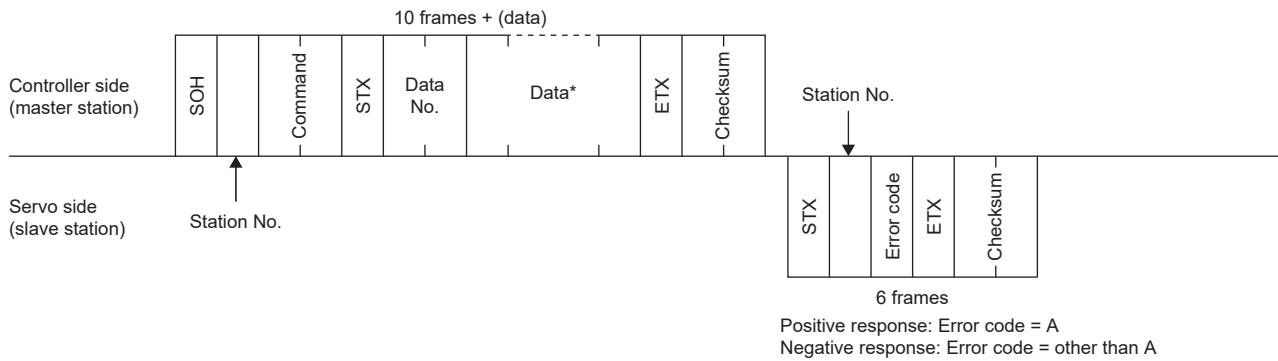 10 frames + (data)
Controller side
(master station)
SOH
Command
STX
Data
No.
Data*
ETX
Checksum
Station No.
Station No.
Servo side
(slave station)
STX
Error code
ETX
Checksum
6 frames
Positive response: Error code = A
Negative response: Error code = other than A